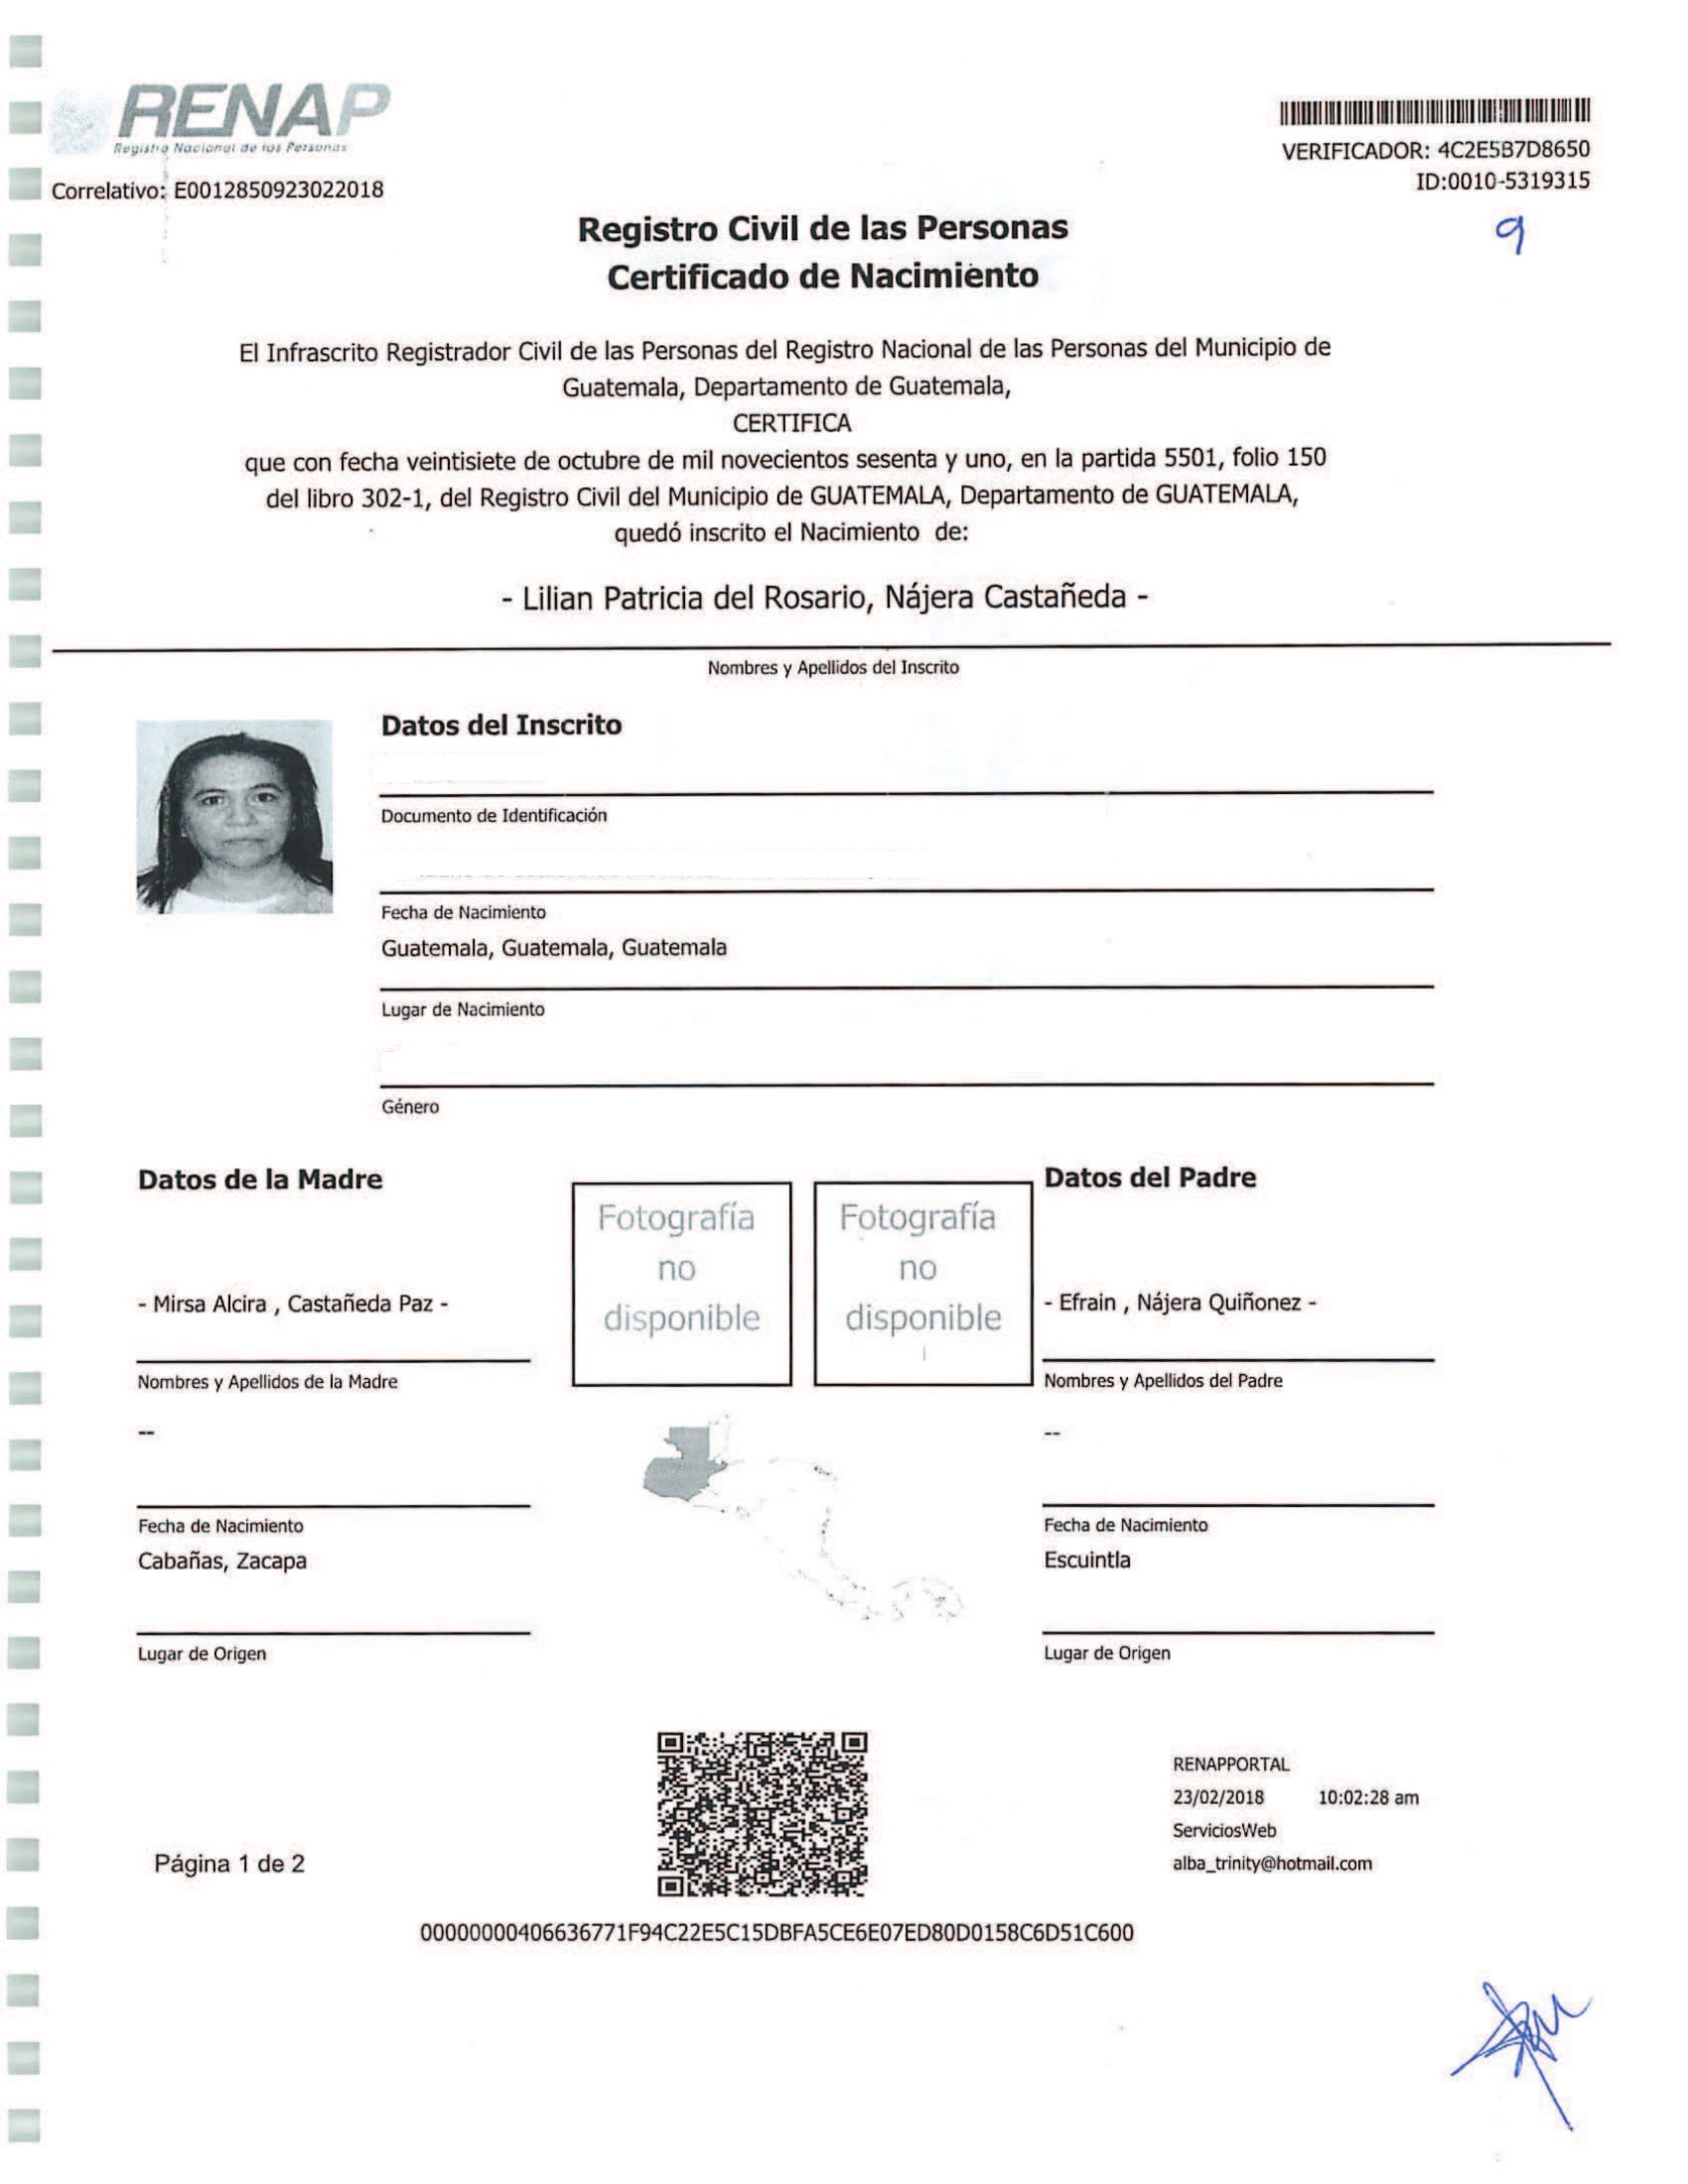 RENAP
Registro Nacional de las Personas
Correlativo: E0012850923022018
VERIFICADOR: 4C2E5B7D8650
ID:0010-5319315
9
Registro Civil de las Personas
Certificado de Nacimiento
El Infrascrito Registrador Civil de las Personas del Registro Nacional de las Personas del Municipio de
Guatemala, Departamento de Guatemala,
CERTIFICA
que con fecha veintisiete de octubre de mil novecientos sesenta y uno, en la partida 5501, folio 150
del libro 302-1, del Registro Civil del Municipio de GUATEMALA, Departamento de GUATEMALA,
quedó inscrito el Nacimiento de:
- Lilian Patricia del Rosario, Nájera Castañeda -
Nombres y Apellidos del Inscrito
Datos del Inscrito
Documento de Identificación
Fecha de Nacimiento
Guatemala, Guatemala, Guatemala
Lugar de Nacimiento
Género
Datos de la Madre
- Mirsa Alcira , Castañeda Paz -
Nombres y Apellidos de la Madre
--
Fecha de Nacimiento
Cabañas, Zacapa
Lugar de Origen
Fotografía
no
disponible
Fotografía
no
disponible
Datos del Padre
- Efrain , Nájera Quiñonez -
Nombres y Apellidos del Padre
--
Fecha de Nacimiento
Escuintla
Lugar de Origen
RENAPPORTAL
23/02/2018 10:02:28 am
ServiciosWeb
alba_trinity@hotmail.com
Página 1 de 2
00000000406636771F94C22E5C15DBFA5CE6E07ED80D0158C6D51C600